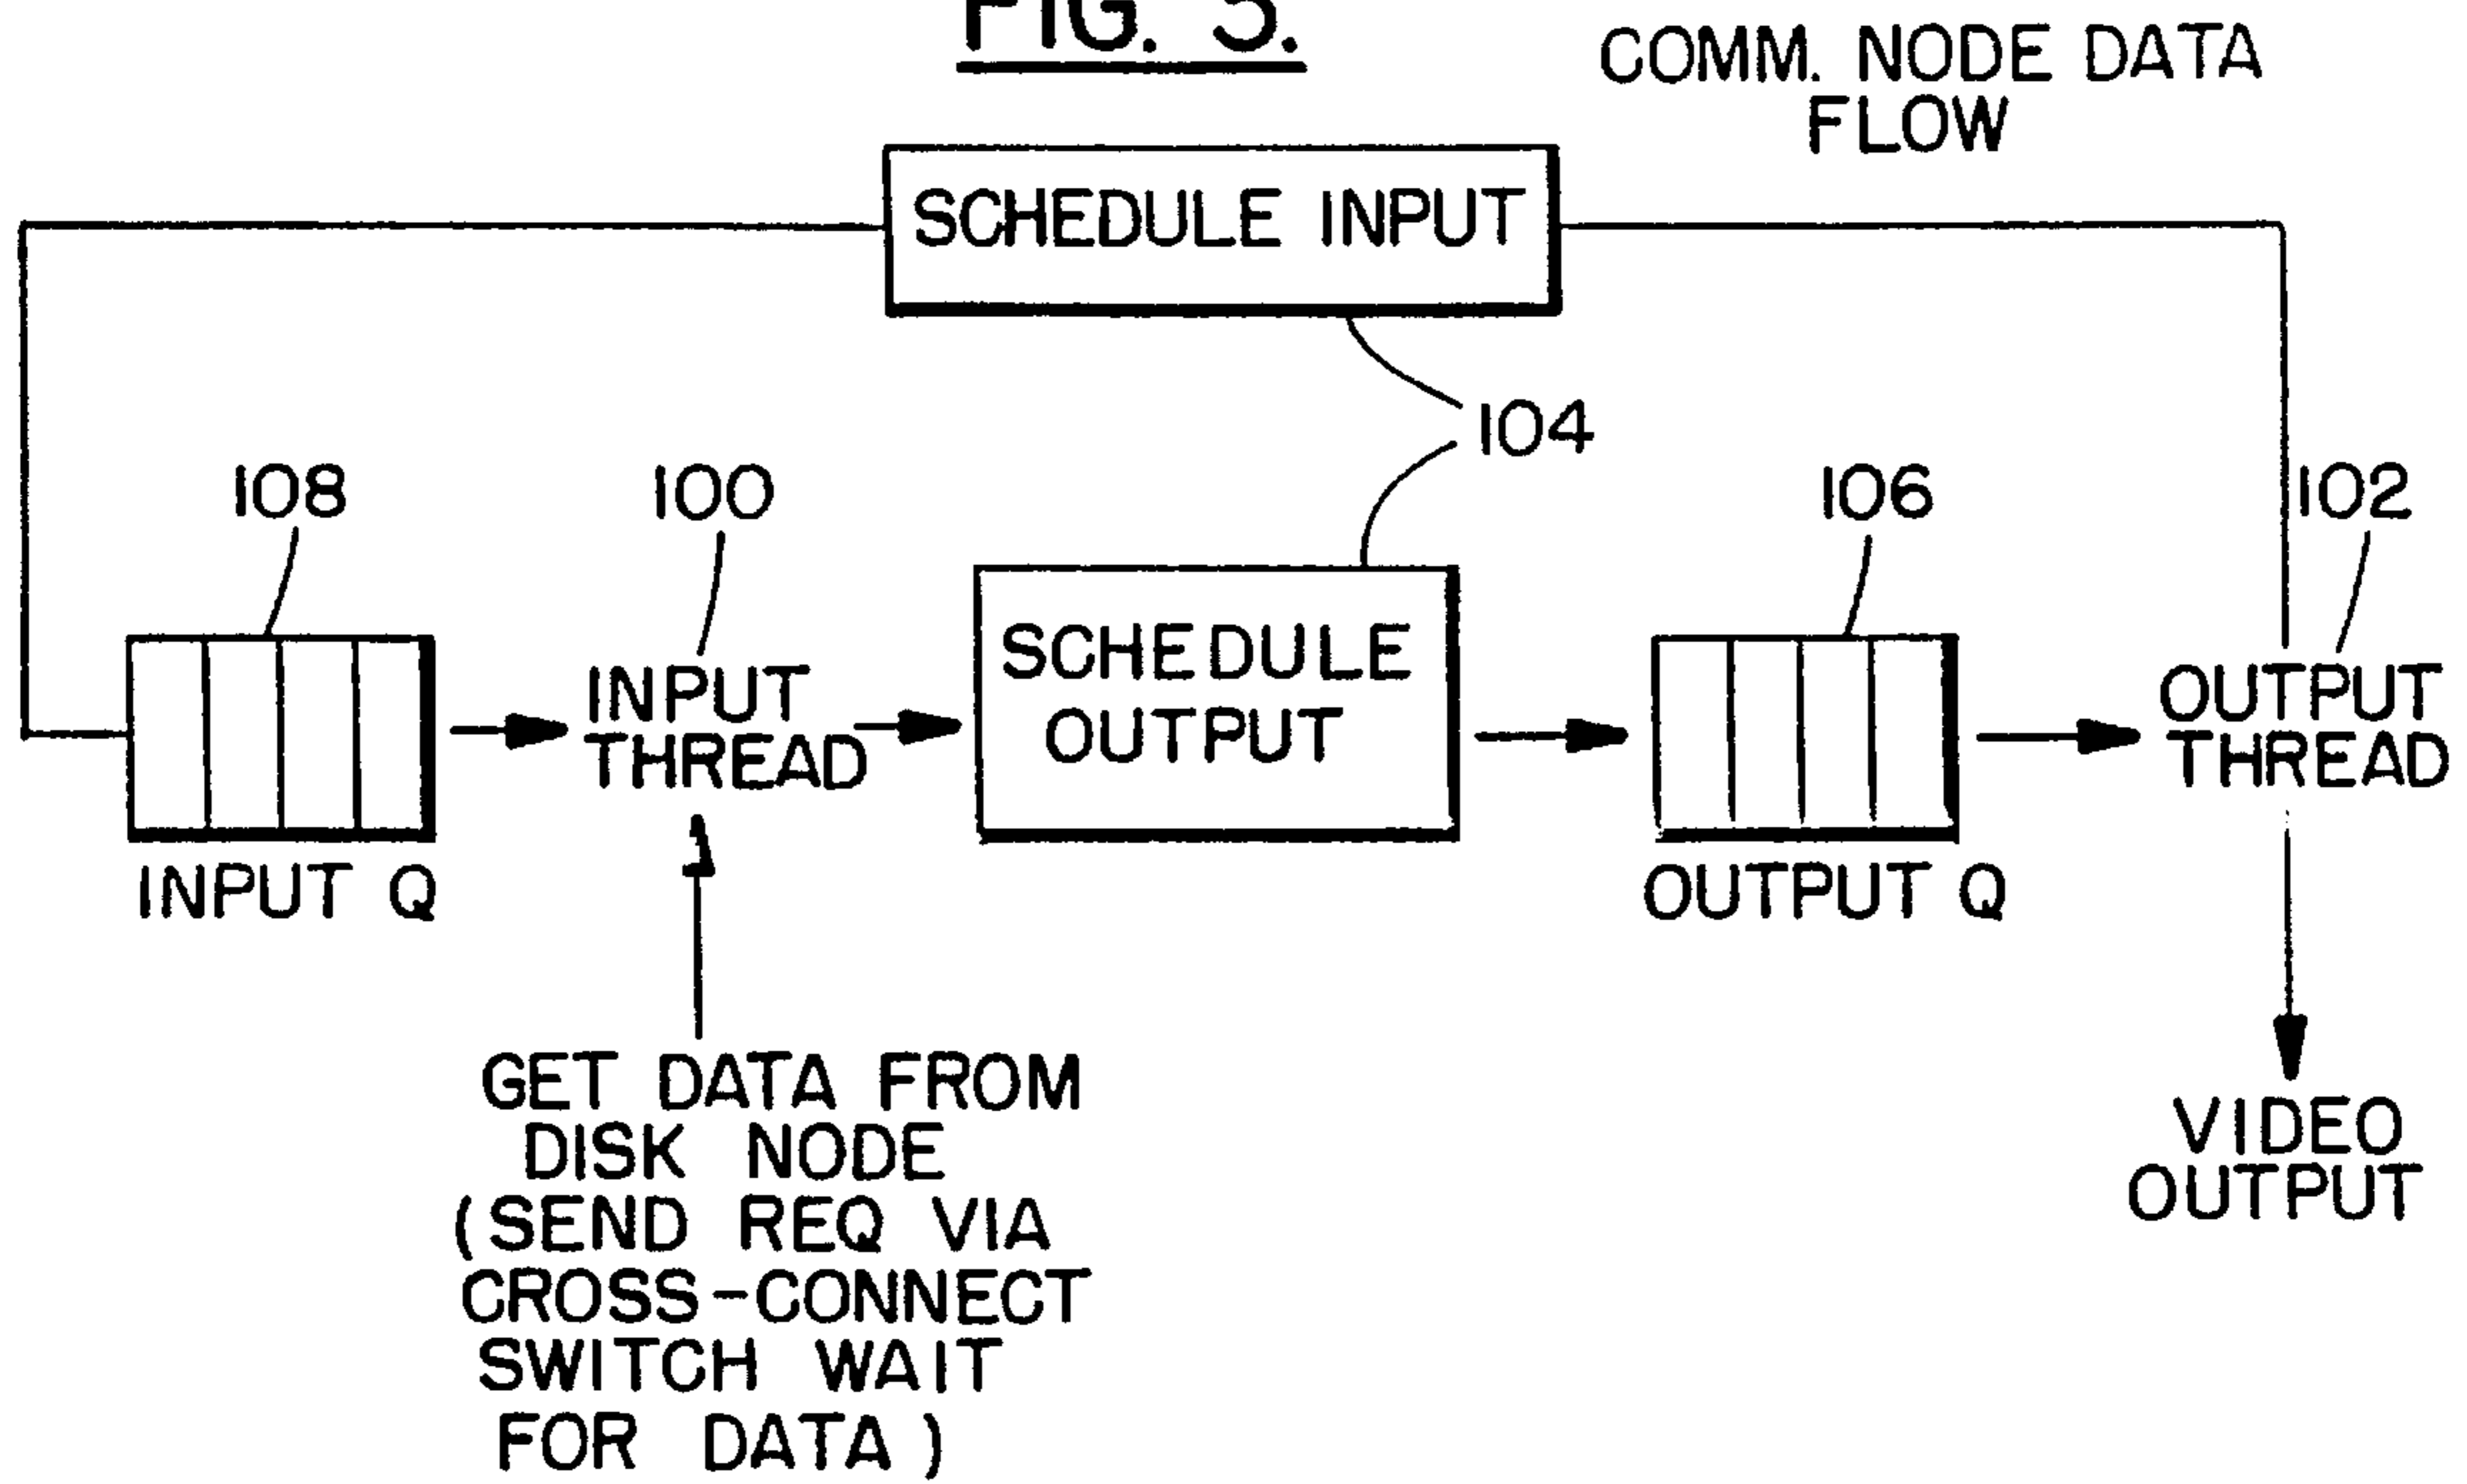 FIG. 3.
COMM. NODE DATA
FLOW
SCHEDULE INPUT
104
108
100
106
102
INPUT
THREAD
SCHEDULE
OUTPUT
OUTPUT
THREAD
INPUT Q
OUTPUT Q
GET DATA FROM
DISK NODE
(SEND REQ VIA
CROSS-CONNECT
SWITCH WAIT
FOR DATA)
VIDEO
OUTPUT